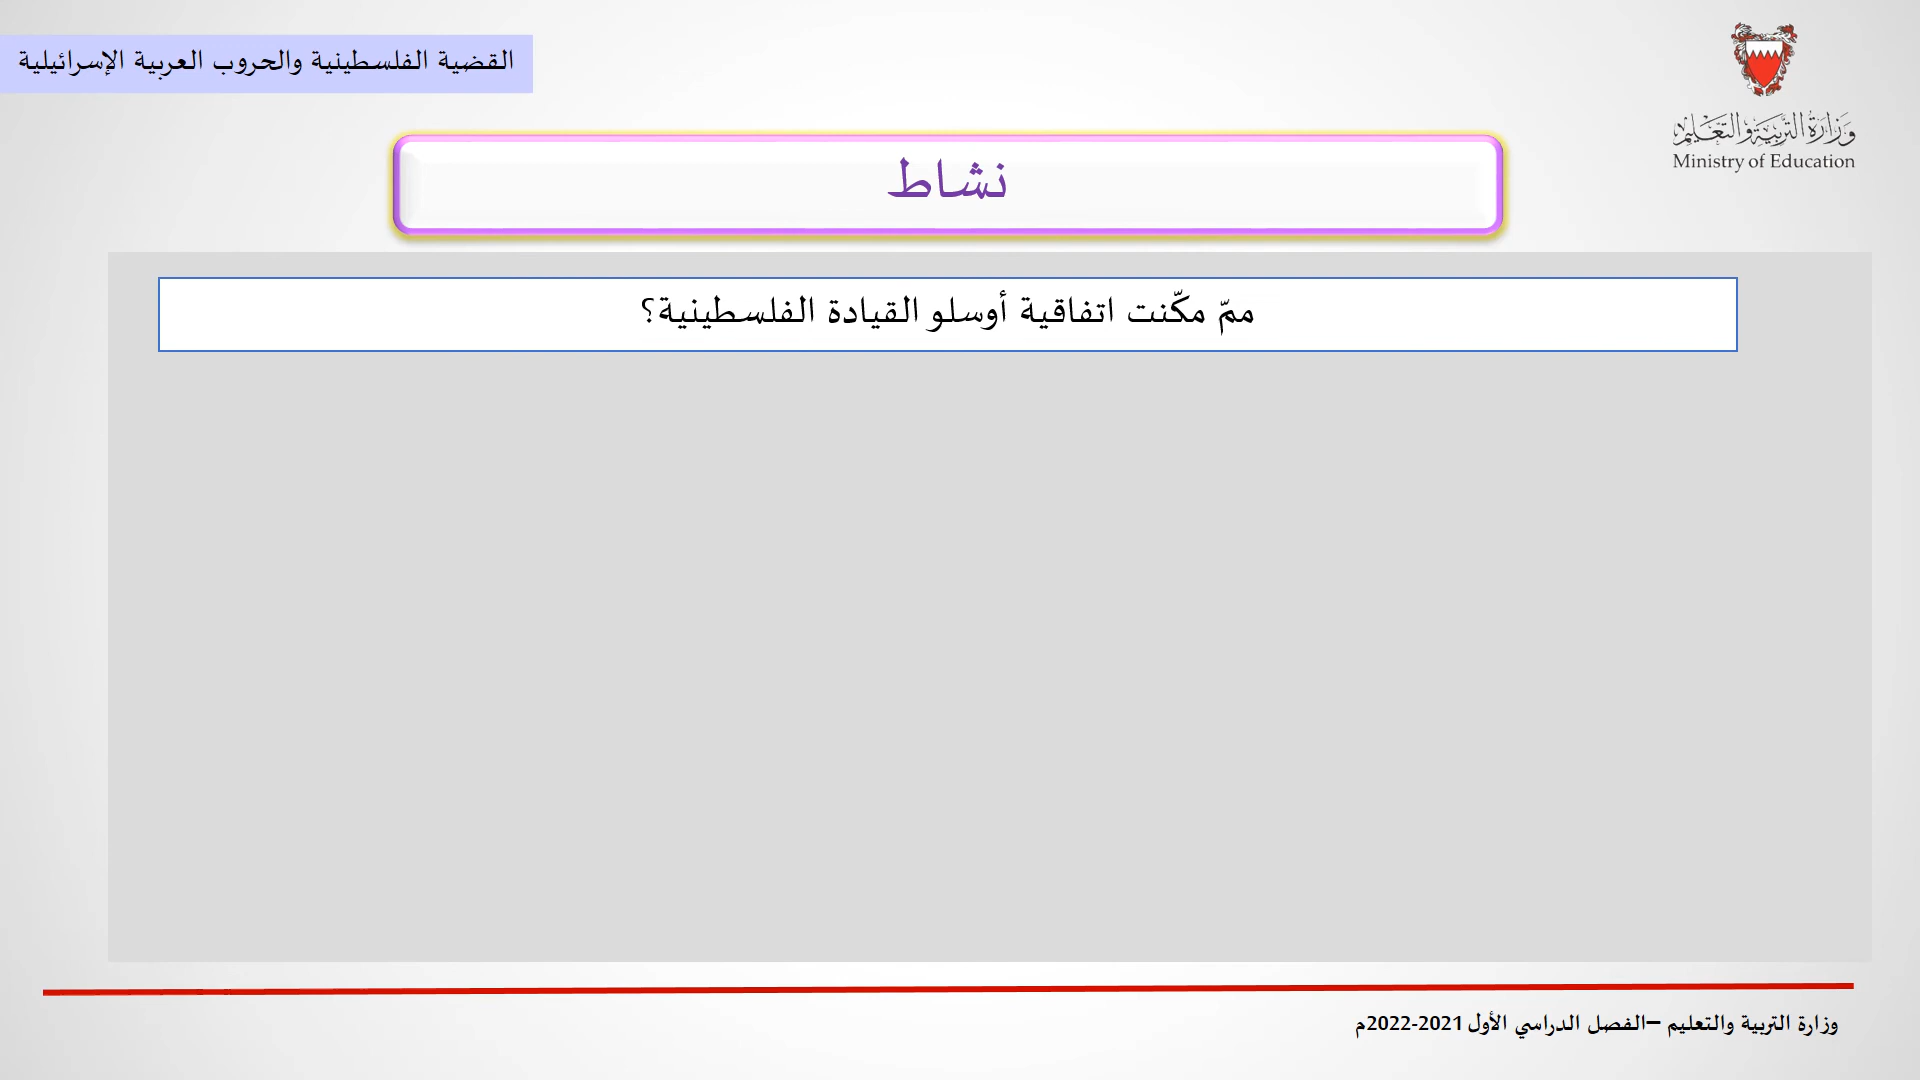 القضية الفلسطينية والحروب العربية الإسرائيلية
وزارة التربية والتعليم
Ministry of Education
نشاط
ممّ مكّنت اتفاقية أوسلو القيادة الفلسطينية؟
وزارة التربية والتعليم –الفصل الدراسي الأول 2021-2022م